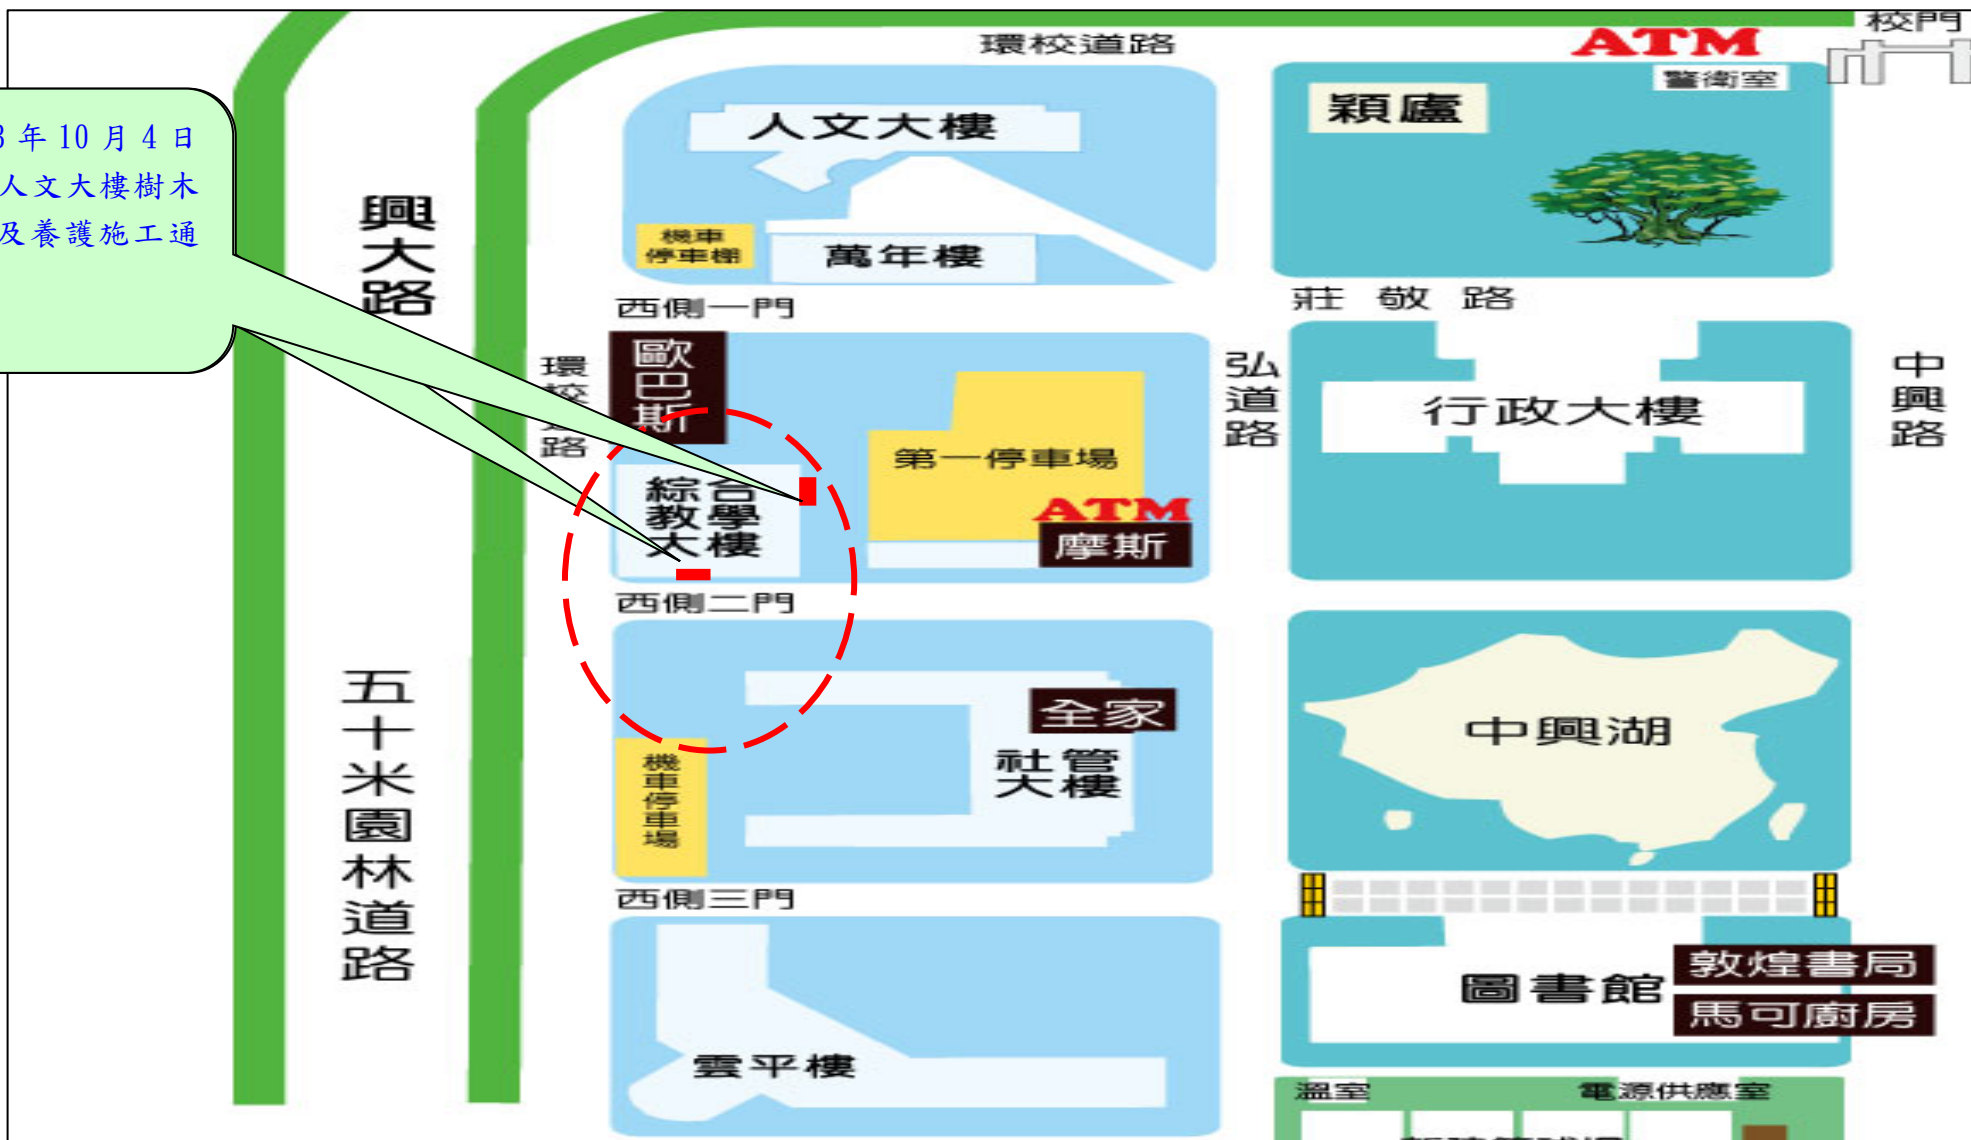 校門
環校道路
ATM
警衛室
穎廬
人文大樓
3年10月4日
人文大樓樹木
及養護施工通
興大路
機車
停車棚
萬年樓
西側一門
莊敬路
歐巴斯
環校道路
弘道路
中興路
行政大樓
第一停車場
綜合
教學
大樓
ATM
摩斯
西側二門
五十米園林道路
全家
社管
大樓
中興湖
機車停車場
西側三門
圖書館
敦煌書局
馬可廚房
雲平樓
溫室
電源供應室